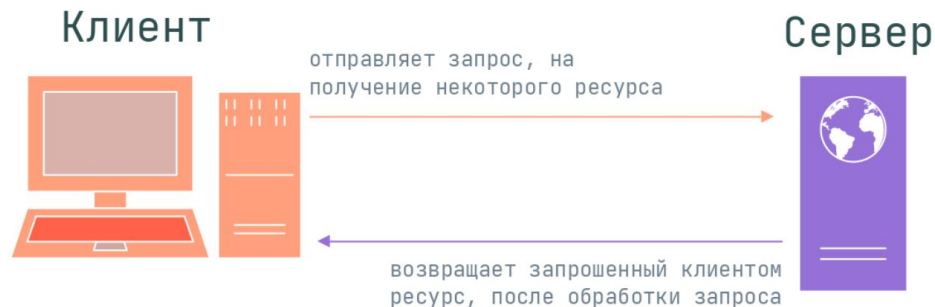 Клиент
Сервер
отправляет запрос, на
получение некоторого ресурса
возвращает запрошенный клиентом
ресурс, после обработки запроса